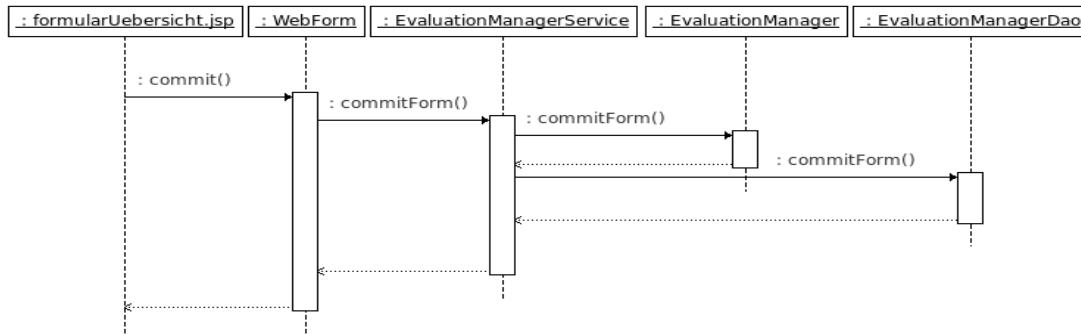 : formularUebersicht.jsp
: WebForm
: EvaluationManagerService
: EvaluationManager
: EvaluationManagerDao
: commit()
: commitForm()
: commitForm()
: commitForm()